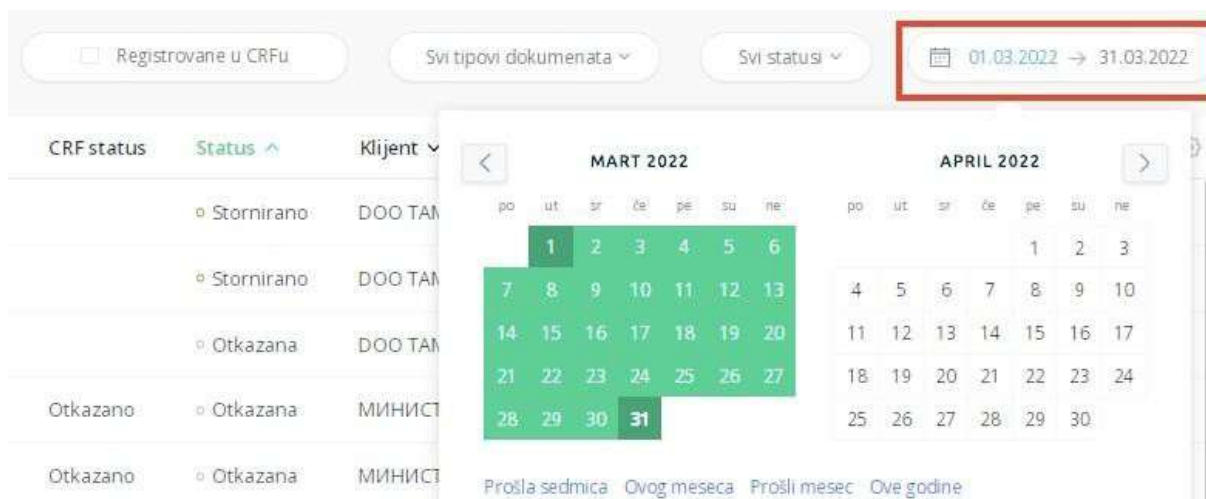 Registrovane u CRFu Svi tipovi dokumenata Svi statusi 01.03.2022 → 31.03.2022
CRF status Status Klijent
MART 2022 APRIL 2022
po ut sr če pe su ne po ut sr če pe su ne
Stornirano DOO TAM
1 2 3 4 5 6 1 2 3
Stornirano DOO TAM
7 8 9 10 11 12 13 4 5 6 7 8 9 10
14 15 16 17 18 19 20 11 12 13 14 15 16 17
Otkazana DOO TAM
21 22 23 24 25 26 27 18 19 20 21 22 23 24
Otkazano Otkazana МИНИСТ
28 29 30 31 25 26 27 28 29 30
Otkazano Otkazana МИНИСТ
Prošla sedmica Ovog meseca Prošli mesec Ove godine